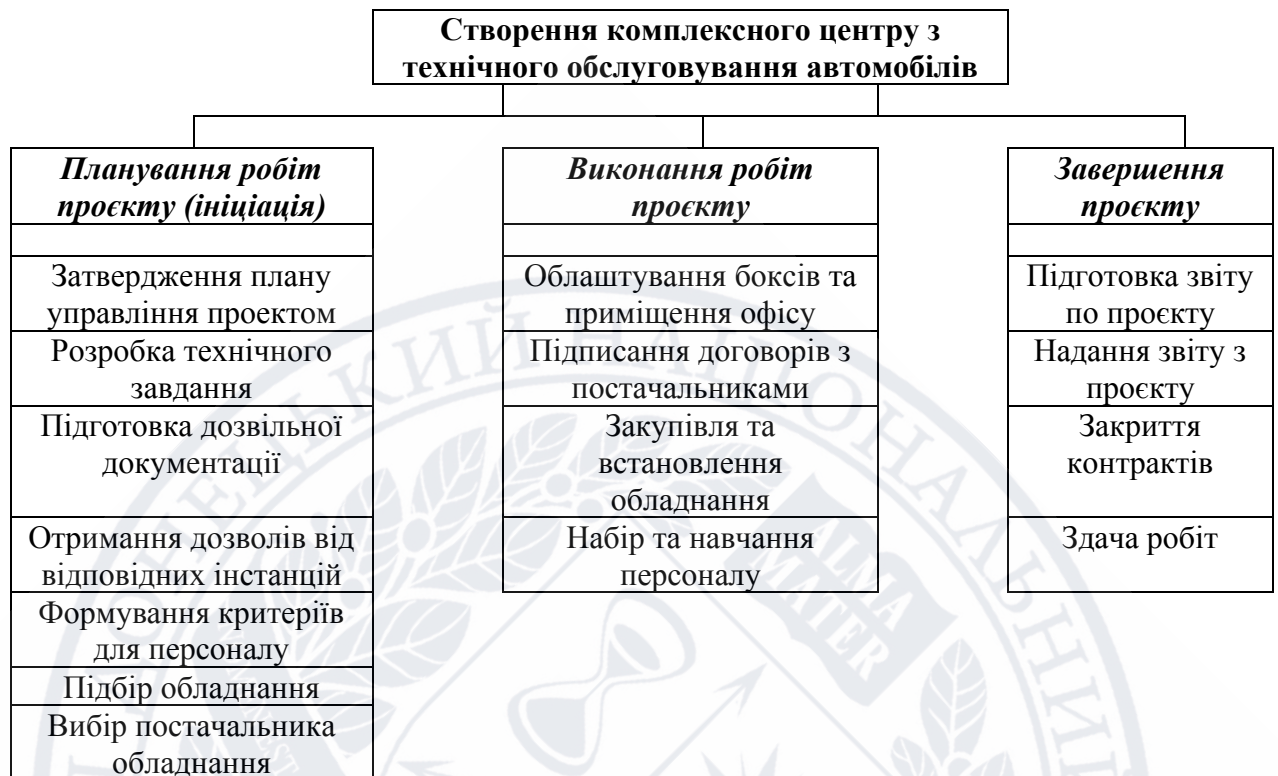 Створення комплексного центру з
технічного обслуговування автомобілів
Планування робіт
проєкту (ініціація)
Затвердження плану
управління проектом
Розробка технічного
завдання
Підготовка дозвільної
документації
Отримання дозволів від
відповідних інстанцій
Формування критеріїв
для персоналу
Підбір обладнання
Вибір постачальника
обладнання
Виконання робіт
проєкту
Облаштування боксів та
приміщення офісу
Підписання договорів з
постачальниками
Закупівля та
встановлення
обладнання
Набір та навчання
персоналу
Завершення
проєкту
Підготовка звіту
по проєкту
Надання звіту з
проєкту
Закриття
контрактів
Здача робіт
ALMA
MATER